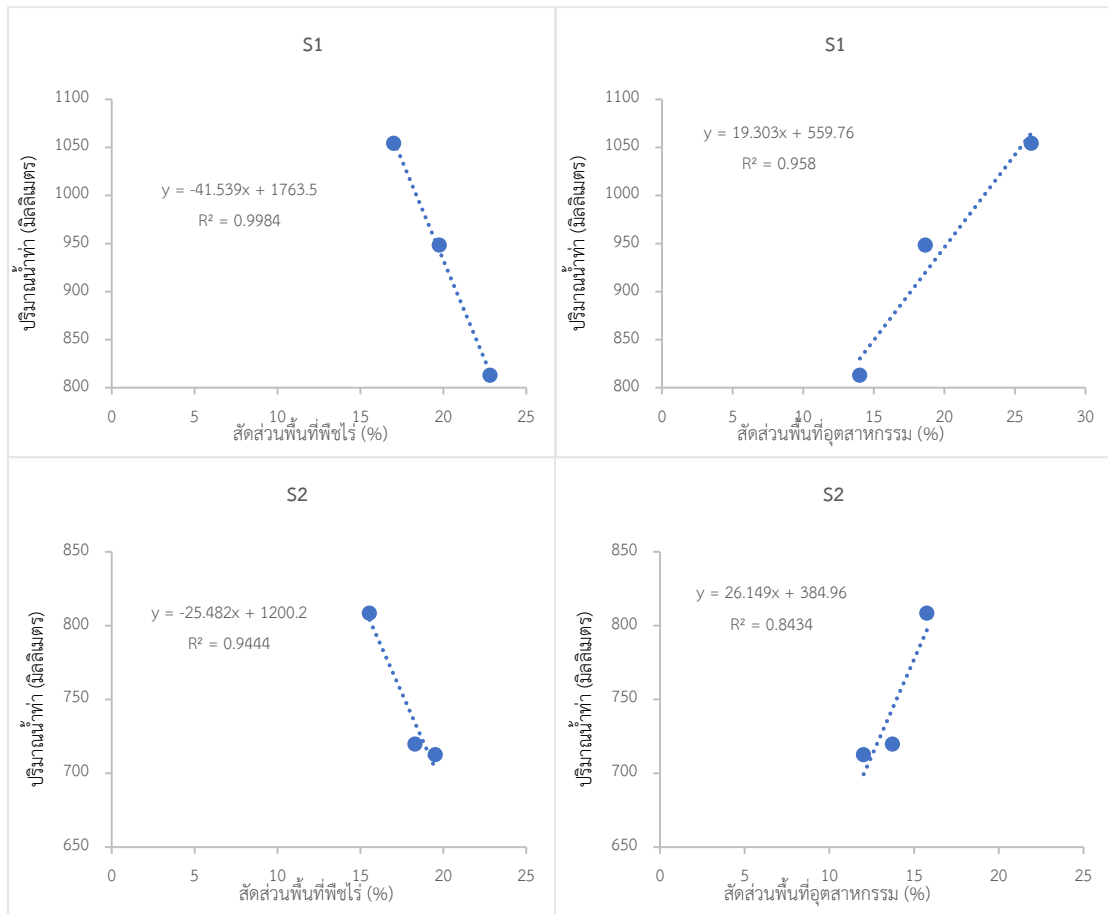 S1
1100
1050
1000
950
900
850
800
y = -41.539x + 1763.5
R² = 0.9984
ปริมาณน้ำท่า (มิลลิเมตร)
0 5 10 15 20 25
สัดส่วนพื้นที่พืชไร่ (%)
S1
1100
1050
1000
950
900
850
800
y = 19.303x + 559.76
R² = 0.958
ปริมาณน้ำท่า (มิลลิเมตร)
0 5 10 15 20 25 30
สัดส่วนพื้นที่อุตสาหกรรม (%)
S2
850
800
750
700
650
y = -25.482x + 1200.2
R² = 0.9444
ปริมาณน้ำท่า (มิลลิเมตร)
0 5 10 15 20 25
สัดส่วนพื้นที่พืชไร่ (%)
S2
850
800
750
700
650
y = 26.149x + 384.96
R² = 0.8434
ปริมาณน้ำท่า (มิลลิเมตร)
0 5 10 15 20 25
สัดส่วนพื้นที่อุตสาหกรรม (%)